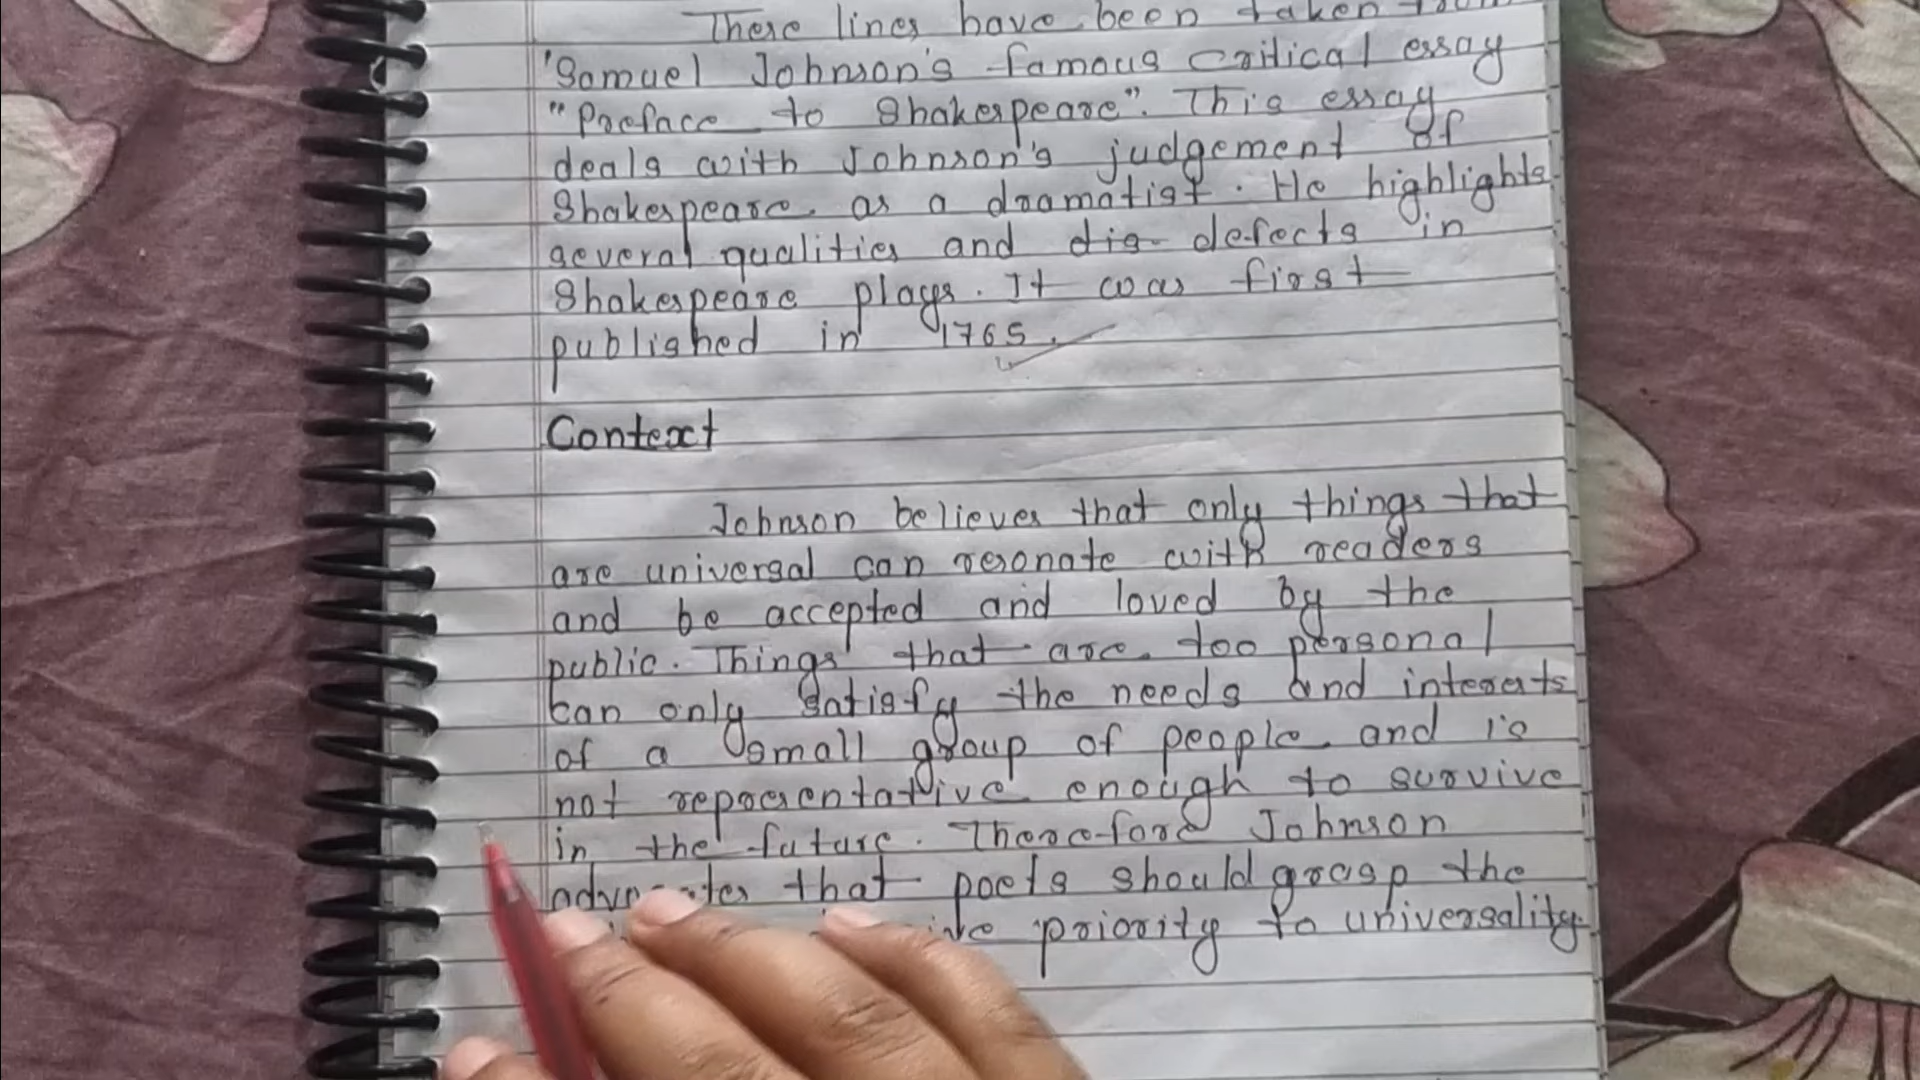 These lines have been taken from
'Samuel Johnson's famous critical essay
"Preface to Shakespeare". This essay
deals with Johnson's judgement of
Shakespeare as a dramatist. He highlights
several qualities and dis defects in
Shakespeare plays. It was first
published in 1765.
Context
Johnson believes that only things that
are universal can resonate with readers
and be accepted and loved by the
public. Things that are too personal
can only satisfy the needs and interests
of a small group of people and is
not representative enough to survive
in the future. Therefore Johnson
advocates that poets should grasp the
priority to universality.